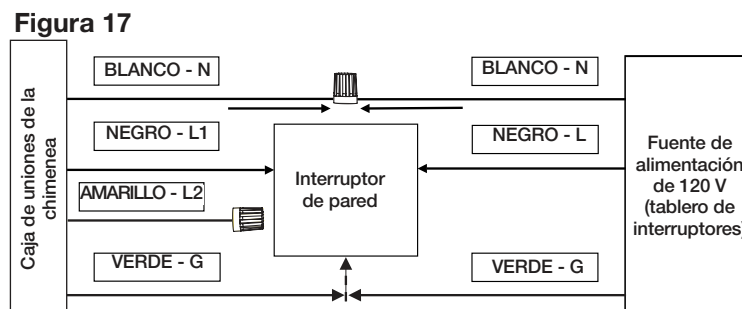 Figura 17
Caja de uniones de la
chimenea
BLANCO - N
NEGRO - L1
AMARILLO - L2
VERDE - G
Interruptor
de pared
BLANCO - N
NEGRO - L
VERDE - G
Fuente de
alimentación
de 120 V
(tablero de
interruptores)